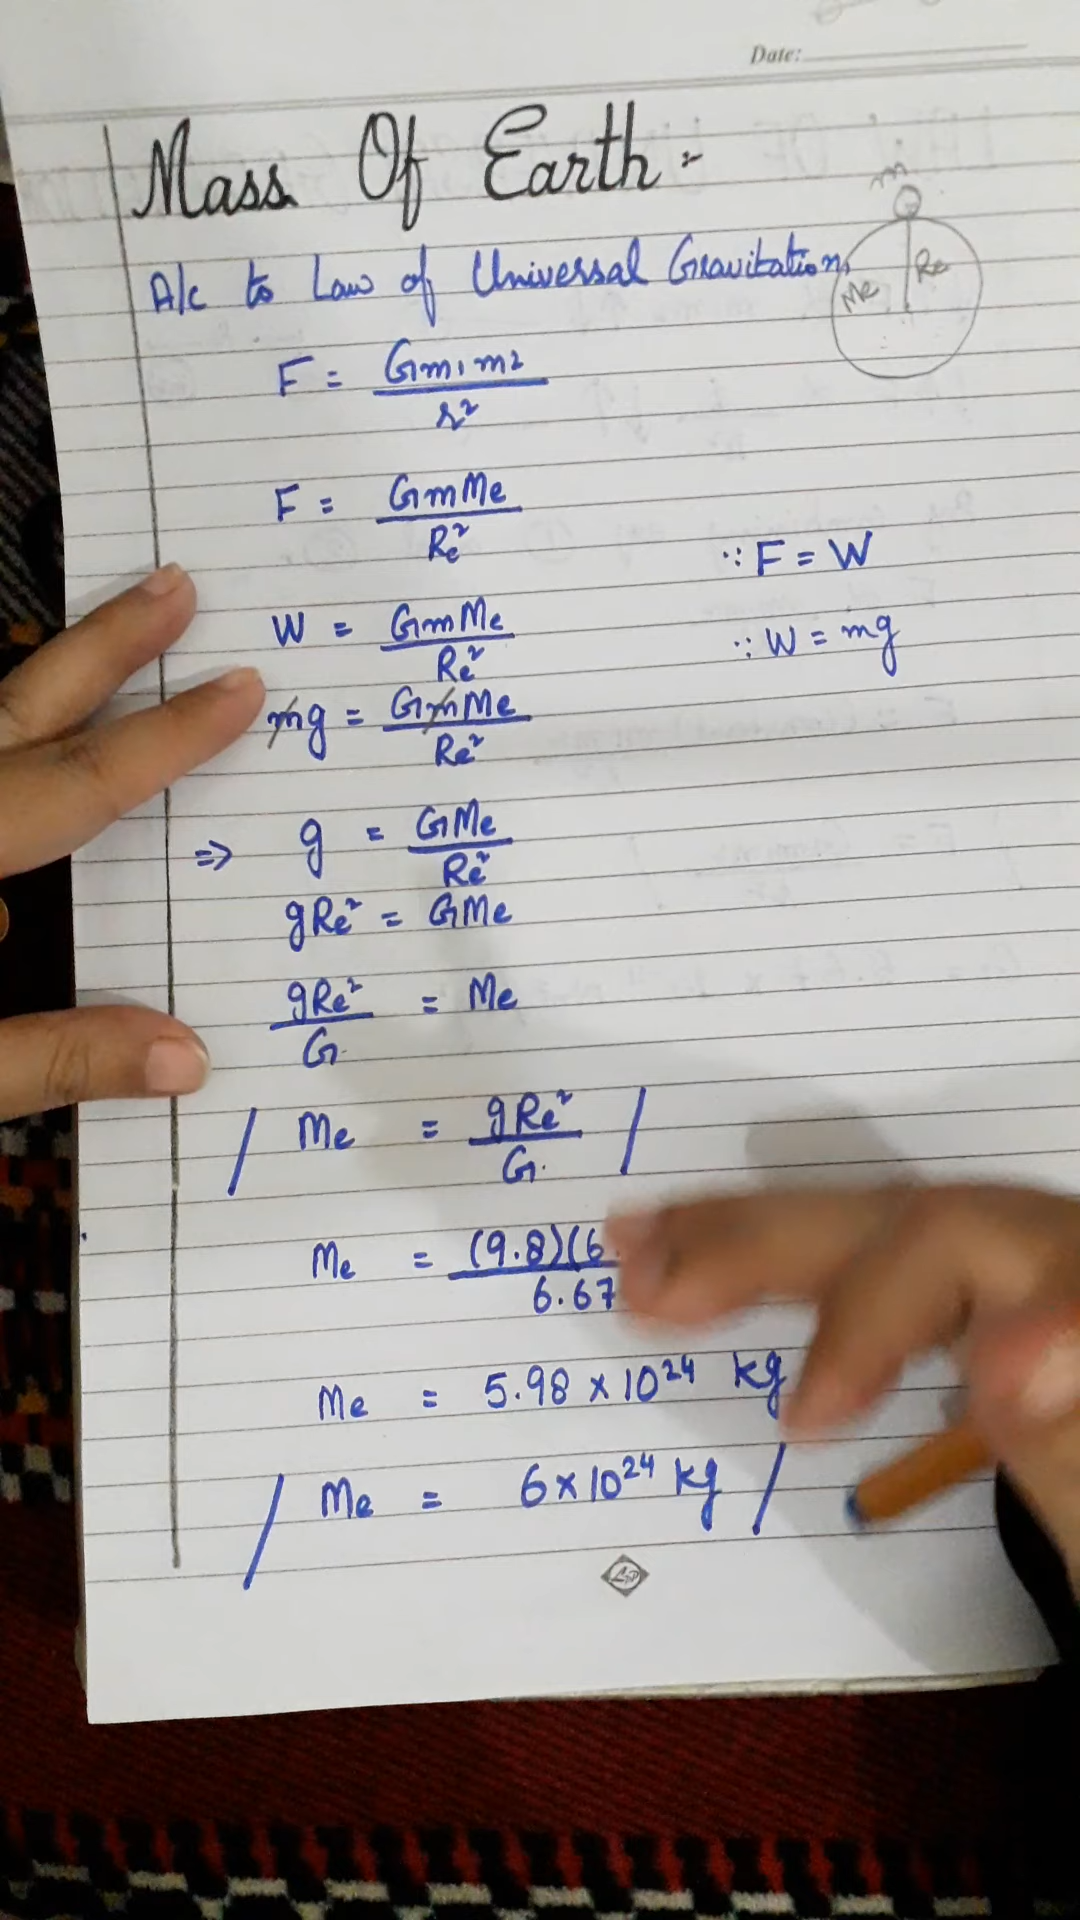 Date:
Mass Of Earth :-
A/c to Law of Universal Gravitation,
m
Me
Re
F = Gm₁m₂/r²
F = GmMe/Re²
∵ F = W
W = GmMe/Re²
∵ W = mg
mg = GmMe/Re²
⇒ g = GMe/Re²
gRe² = GMe
gRe²/G = Me
/ Me = gRe²/G /
Me = (9.8)(6./6.67
Me = 5.98 × 10²⁴ kg
/ Me = 6 × 10²⁴ kg /